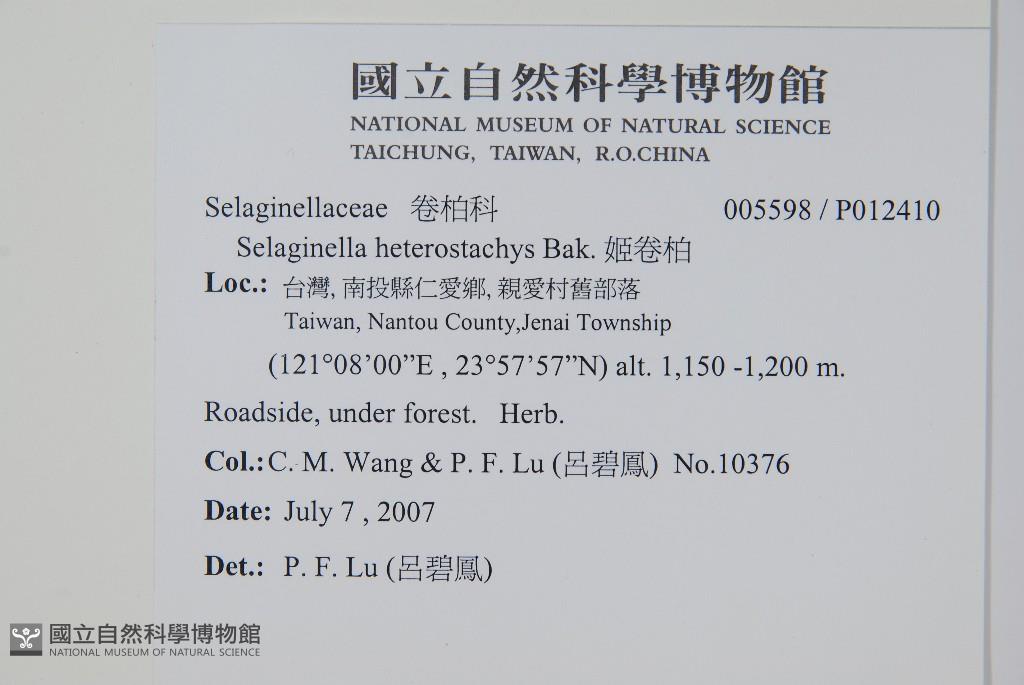 國立自然科學博物館
NATIONAL MUSEUM OF NATURAL SCIENCE
TAICHUNG, TAIWAN, R.O.CHINA
Selaginellaceae 卷柏科 005598 / P012410
Selaginella heterostachys Bak. 姬卷柏
Loc.: 台灣, 南投縣仁愛鄉, 親愛村舊部落
Taiwan, Nantou County,Jenai Township
(121°08’00”E , 23°57’57”N) alt. 1,150 -1,200 m.
Roadside, under forest. Herb.
Col.: C. M. Wang & P. F. Lu (呂碧鳳) No.10376
Date: July 7 , 2007
Det.: P. F. Lu (呂碧鳳)
國立自然科學博物館
NATIONAL MUSEUM OF NATURAL SCIENCE